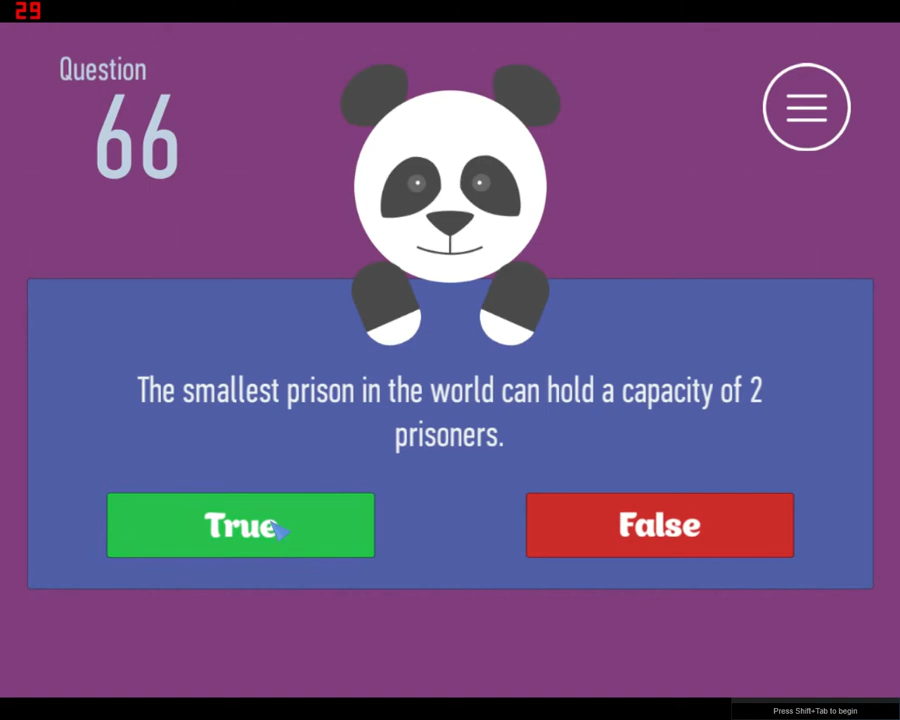 29
Question
66
The smallest prison in the world can hold a capacity of 2
prisoners.
True
False
Press Shift+Tab to begin